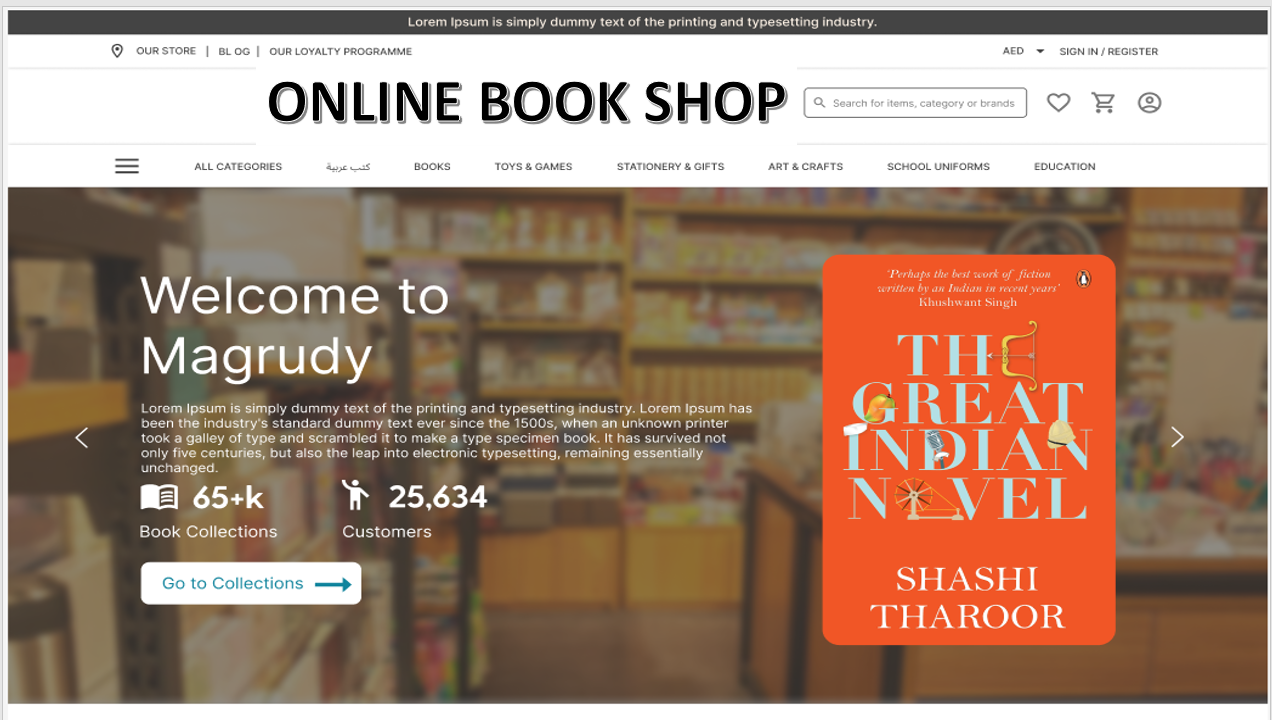 Lorem Ipsum is simply dummy text of the printing and typesetting industry.
OUR STORE | BL OG | OUR LOYALTY PROGRAMME
AED SIGN IN / REGISTER
ONLINE BOOK SHOP
Search for items, category or brands
ALL CATEGORIES كتب عربية BOOKS TOYS & GAMES STATIONERY & GIFTS ART & CRAFTS SCHOOL UNIFORMS EDUCATION
Welcome to
Magrudy
Lorem Ipsum is simply dummy text of the printing and typesetting industry. Lorem Ipsum has
been the industry's standard dummy text ever since the 1500s, when an unknown printer
took a galley of type and scrambled it to make a type specimen book. It has survived not
only five centuries, but also the leap into electronic typesetting, remaining essentially
unchanged.
65+k 25,634
Book Collections Customers
Go to Collections
'Perhaps the best work of fiction
written by an Indian in recent years'
Khushwant Singh
THE
GREAT
INDIAN
NOVEL
SHASHI
THAROOR